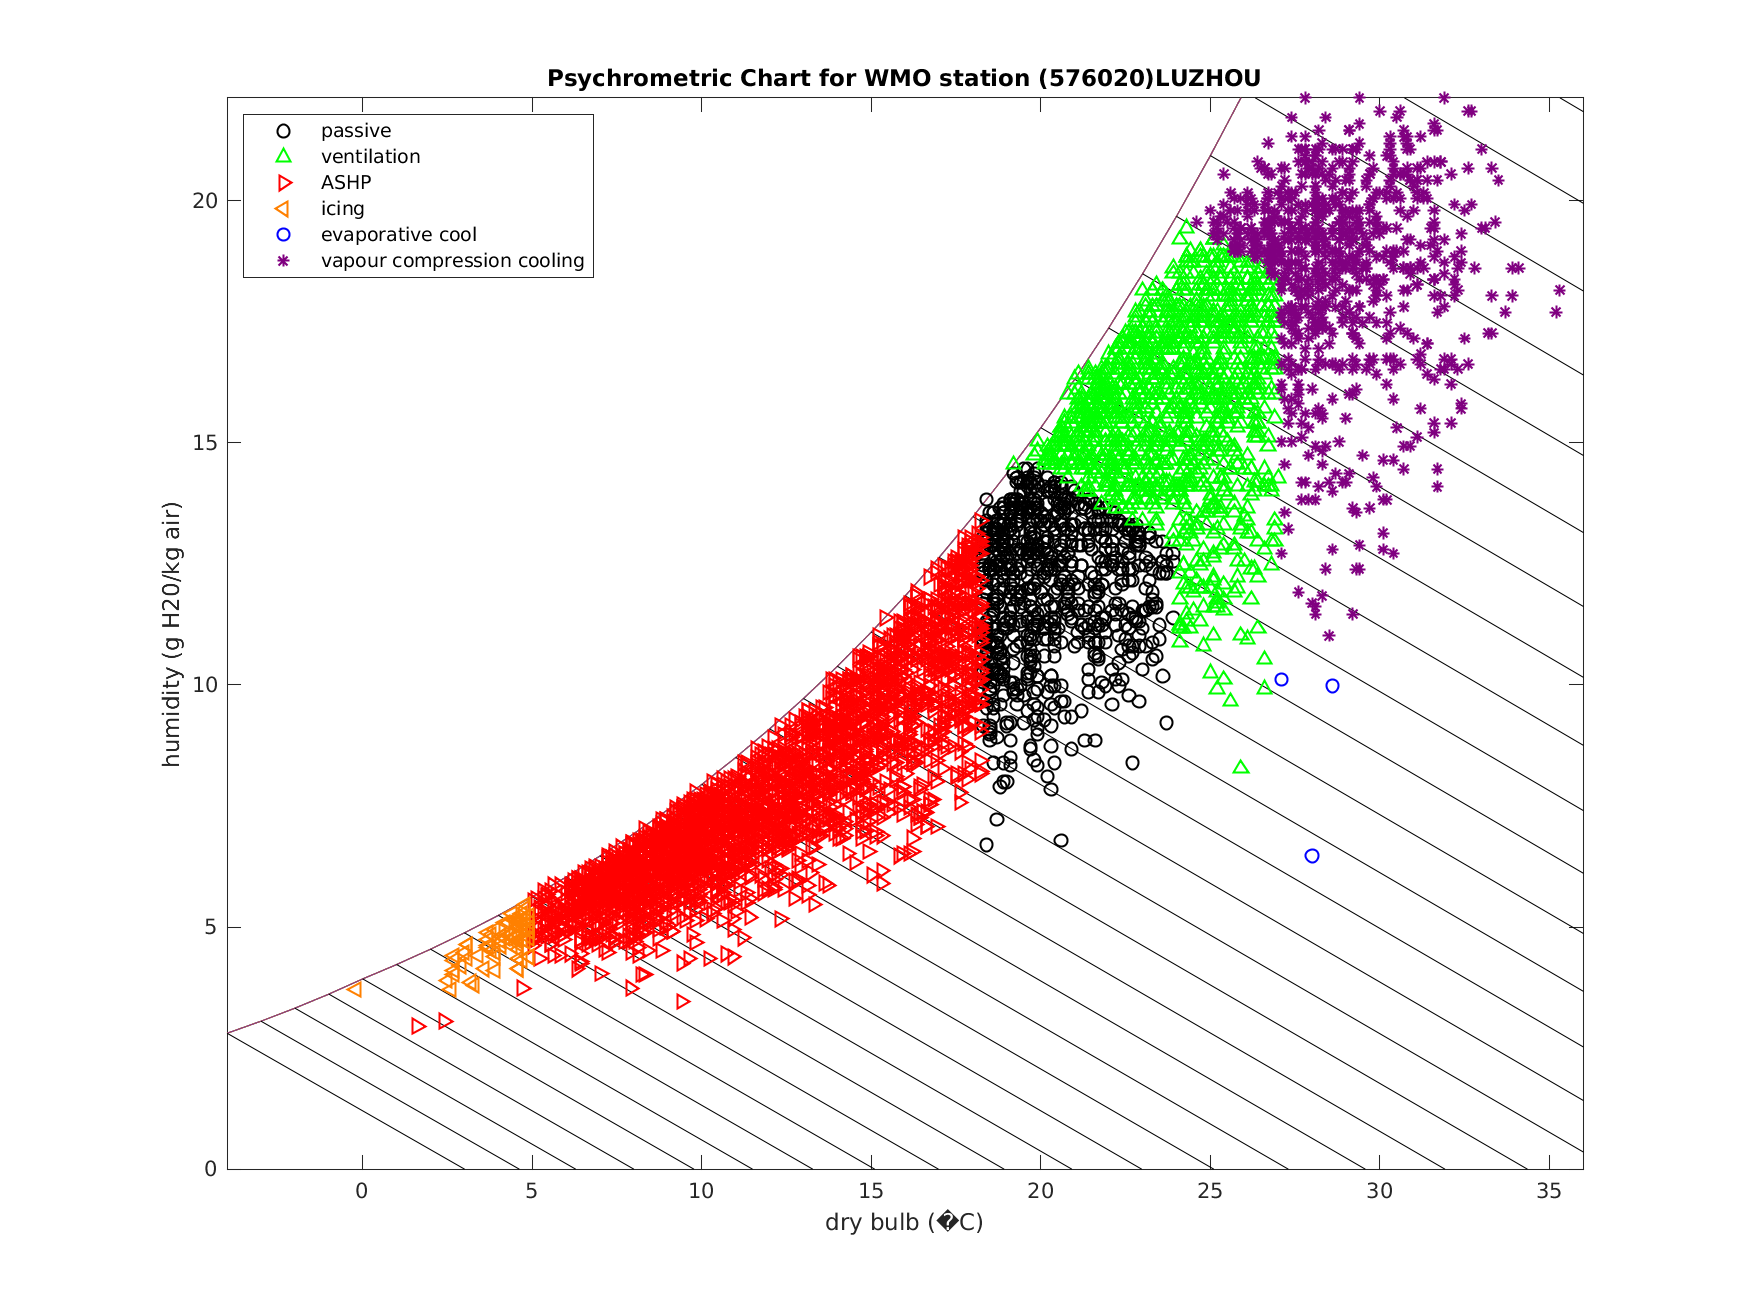 Psychrometric Chart for WMO station (576020)LUZHOU
passive
ventilation
ASHP
icing
evaporative cool
vapour compression cooling
humidity (g H20/kg air)
20
15
10
5
0
0 5 10 15 20 25 30 35
dry bulb (�C)